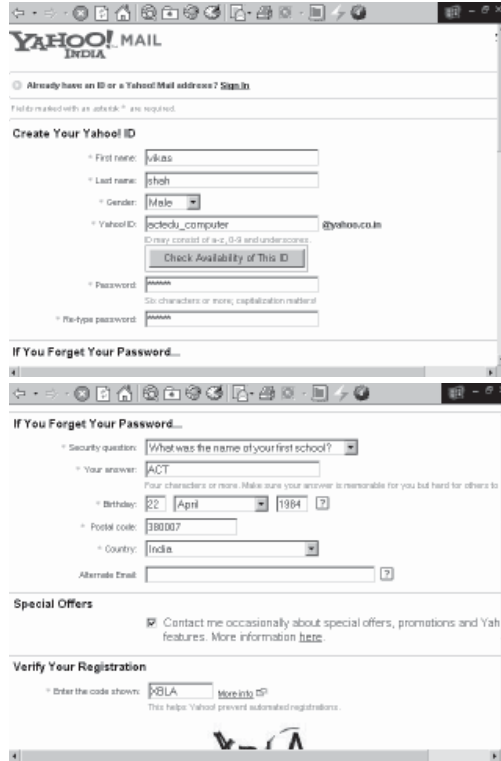 YAHOO! MAIL
INDIA
Already have an ID or a Yahoo! Mail address? Sign In
Fields marked with an asterisk * are required.
Create Your Yahoo! ID
* First name: vikas
* Last name: shah
* Gender: Male
* Yahoo! ID: actedu_computer @yahoo.co.in
ID may consist of a-z, 0-9 and underscores.
Check Availability of This ID
* Password:
Six characters or more; capitalization matters!
* Re-type password:
If You Forget Your Password...
If You Forget Your Password...
* Security question: What was the name of your first school?
* Your answer: ACT
Four characters or more. Make sure your answer is memorable for you but hard for others to
* Birthday: 22 April 1984 ?
* Postal code: 380007
* Country: India
Alternate Email: ?
Special Offers
Contact me occasionally about special offers, promotions and Yah
features. More information here.
Verify Your Registration
* Enter the code shown: XBLA More info
This helps Yahoo! prevent automated registrations.